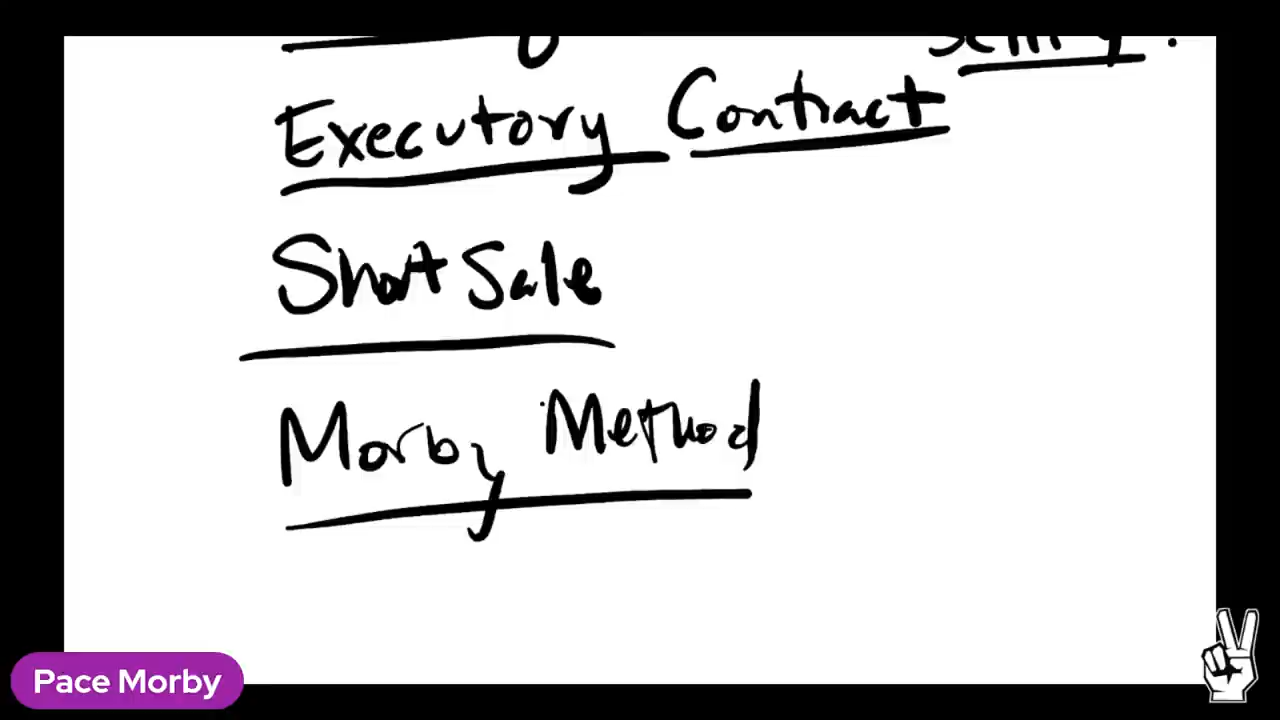 Executory Contract
Short Sale
Morby Method
Pace Morby